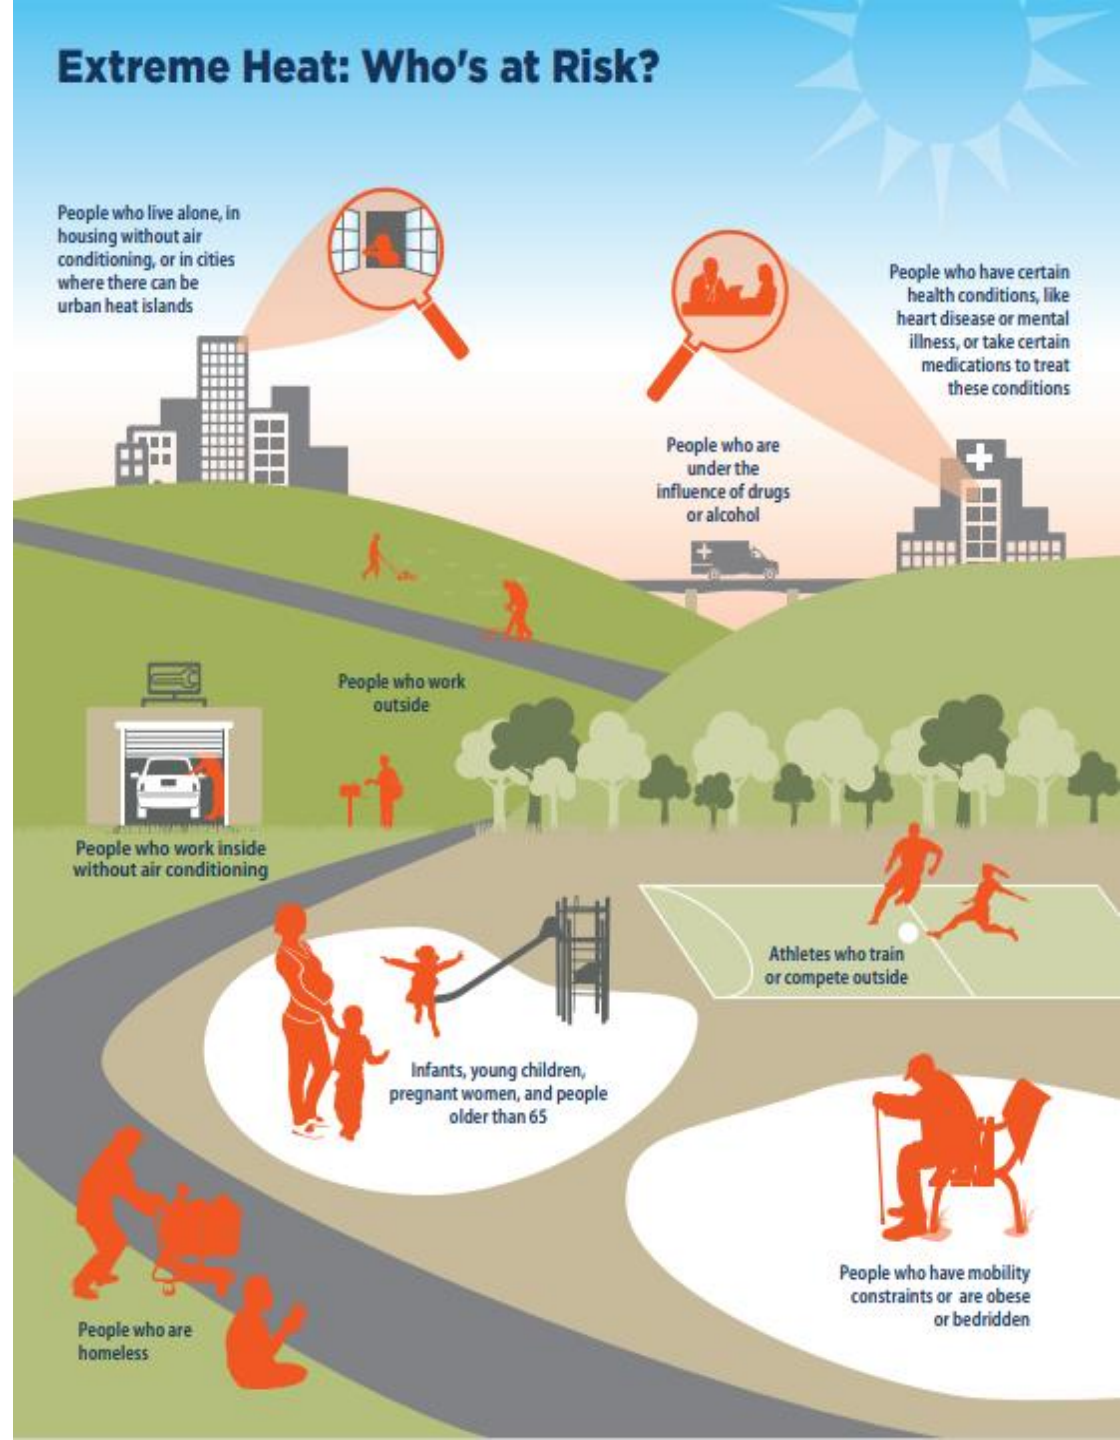 Extreme Heat: Who's at Risk?
People who live alone, in
housing without air
conditioning, or in cities
where there can be
urban heat islands
People who have certain
health conditions, like
heart disease or mental
illness, or take certain
medications to treat
these conditions
People who are
under the
influence of drugs
or alcohol
People who work
outside
People who work inside
without air conditioning
Athletes who train
or compete outside
Infants, young children,
pregnant women, and people
older than 65
People who have mobility
constraints or are obese
or bedridden
People who are
homeless